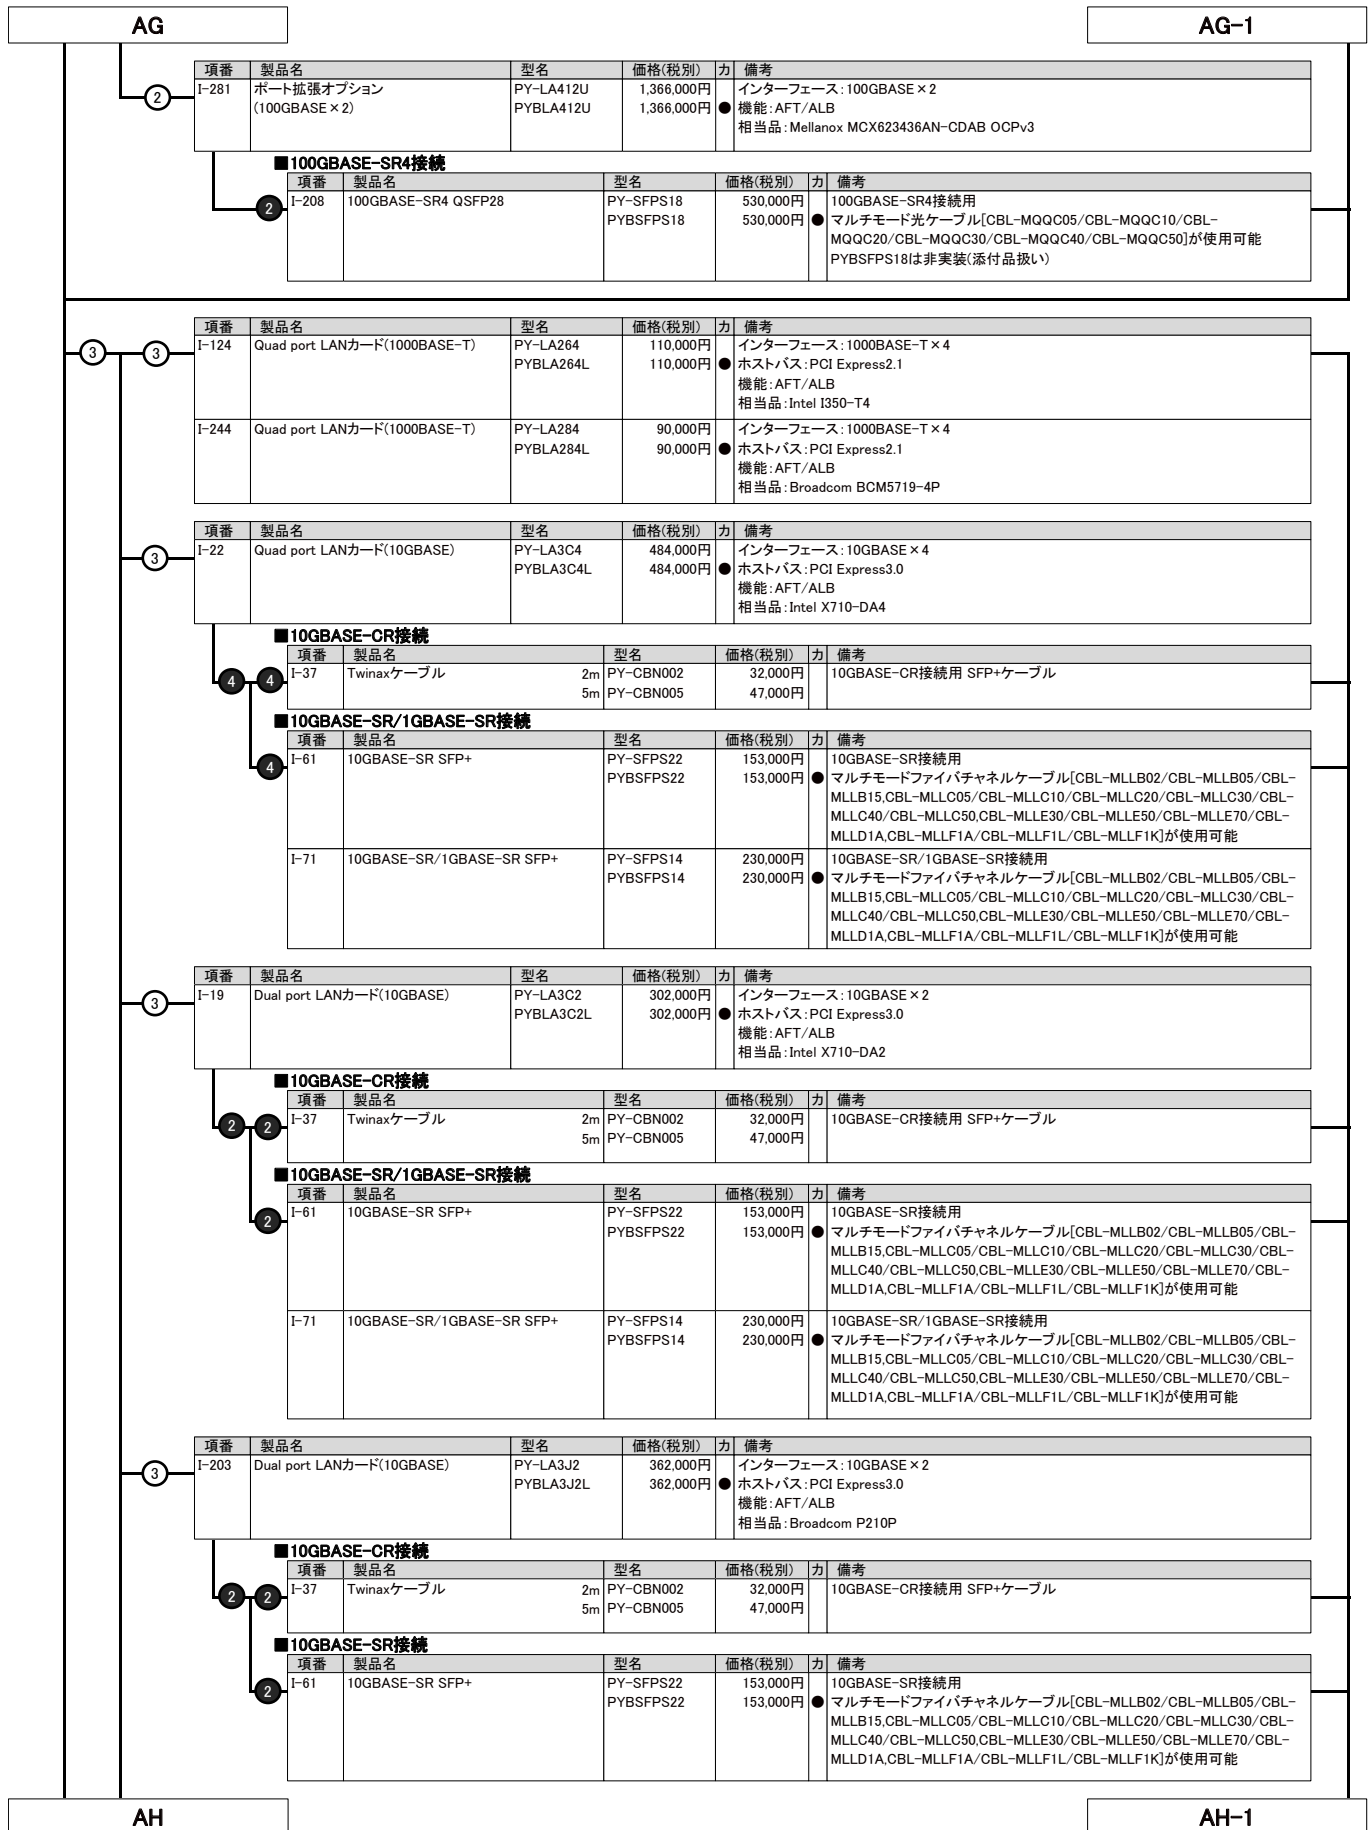 AG
AG-1
項番 製品名 型名 価格(税別) カ 備考
2 I-281 ポート拡張オプション PY-LA412U 1,366,000円 インターフェース:100GBASE×2
(100GBASE×2) PYBLA412U 1,366,000円 ● 機能:AFT/ALB
相当品:Mellanox MCX623436AN-CDAB OCPv3
■100GBASE-SR4接続
項番 製品名 型名 価格(税別) カ 備考
2 I-208 100GBASE-SR4 QSFP28 PY-SFPS18 530,000円 100GBASE-SR4接続用
PYBSFPS18 530,000円 ● マルチモード光ケーブル[CBL-MQQC05/CBL-MQQC10/CBL-
MQQC20/CBL-MQQC30/CBL-MQQC40/CBL-MQQC50]が使用可能
PYBSFPS18は非実装(添付品扱い)
項番 製品名 型名 価格(税別) カ 備考
3 3 I-124 Quad port LANカード(1000BASE-T) PY-LA264 110,000円 インターフェース:1000BASE-T×4
PYBLA264L 110,000円 ● ホストバス:PCI Express2.1
機能:AFT/ALB
相当品:Intel I350-T4
I-244 Quad port LANカード(1000BASE-T) PY-LA284 90,000円 インターフェース:1000BASE-T×4
PYBLA284L 90,000円 ● ホストバス:PCI Express2.1
機能:AFT/ALB
相当品:Broadcom BCM5719-4P
項番 製品名 型名 価格(税別) カ 備考
3 I-22 Quad port LANカード(10GBASE) PY-LA3C4 484,000円 インターフェース:10GBASE×4
PYBLA3C4L 484,000円 ● ホストバス:PCI Express3.0
機能:AFT/ALB
相当品:Intel X710-DA4
■10GBASE-CR接続
項番 製品名 型名 価格(税別) カ 備考
4 4 I-37 Twinaxケーブル 2m PY-CBN002 32,000円 10GBASE-CR接続用 SFP+ケーブル
5m PY-CBN005 47,000円
■10GBASE-SR/1GBASE-SR接続
項番 製品名 型名 価格(税別) カ 備考
4 I-61 10GBASE-SR SFP+ PY-SFPS22 153,000円 10GBASE-SR接続用
PYBSFPS22 153,000円 ● マルチモードファイバチャネルケーブル[CBL-MLLB02/CBL-MLLB05/CBL-
MLLB15,CBL-MLLC05/CBL-MLLC10/CBL-MLLC20/CBL-MLLC30/CBL-
MLLC40/CBL-MLLC50,CBL-MLLE30/CBL-MLLE50/CBL-MLLE70/CBL-
MLLD1A,CBL-MLLF1A/CBL-MLLF1L/CBL-MLLF1K]が使用可能
I-71 10GBASE-SR/1GBASE-SR SFP+ PY-SFPS14 230,000円 10GBASE-SR/1GBASE-SR接続用
PYBSFPS14 230,000円 ● マルチモードファイバチャネルケーブル[CBL-MLLB02/CBL-MLLB05/CBL-
MLLB15,CBL-MLLC05/CBL-MLLC10/CBL-MLLC20/CBL-MLLC30/CBL-
MLLC40/CBL-MLLC50,CBL-MLLE30/CBL-MLLE50/CBL-MLLE70/CBL-
MLLD1A,CBL-MLLF1A/CBL-MLLF1L/CBL-MLLF1K]が使用可能
項番 製品名 型名 価格(税別) カ 備考
3 I-19 Dual port LANカード(10GBASE) PY-LA3C2 302,000円 インターフェース:10GBASE×2
PYBLA3C2L 302,000円 ● ホストバス:PCI Express3.0
機能:AFT/ALB
相当品:Intel X710-DA2
■10GBASE-CR接続
項番 製品名 型名 価格(税別) カ 備考
2 2 I-37 Twinaxケーブル 2m PY-CBN002 32,000円 10GBASE-CR接続用 SFP+ケーブル
5m PY-CBN005 47,000円
■10GBASE-SR/1GBASE-SR接続
項番 製品名 型名 価格(税別) カ 備考
2 I-61 10GBASE-SR SFP+ PY-SFPS22 153,000円 10GBASE-SR接続用
PYBSFPS22 153,000円 ● マルチモードファイバチャネルケーブル[CBL-MLLB02/CBL-MLLB05/CBL-
MLLB15,CBL-MLLC05/CBL-MLLC10/CBL-MLLC20/CBL-MLLC30/CBL-
MLLC40/CBL-MLLC50,CBL-MLLE30/CBL-MLLE50/CBL-MLLE70/CBL-
MLLD1A,CBL-MLLF1A/CBL-MLLF1L/CBL-MLLF1K]が使用可能
I-71 10GBASE-SR/1GBASE-SR SFP+ PY-SFPS14 230,000円 10GBASE-SR/1GBASE-SR接続用
PYBSFPS14 230,000円 ● マルチモードファイバチャネルケーブル[CBL-MLLB02/CBL-MLLB05/CBL-
MLLB15,CBL-MLLC05/CBL-MLLC10/CBL-MLLC20/CBL-MLLC30/CBL-
MLLC40/CBL-MLLC50,CBL-MLLE30/CBL-MLLE50/CBL-MLLE70/CBL-
MLLD1A,CBL-MLLF1A/CBL-MLLF1L/CBL-MLLF1K]が使用可能
項番 製品名 型名 価格(税別) カ 備考
3 I-203 Dual port LANカード(10GBASE) PY-LA3J2 362,000円 インターフェース:10GBASE×2
PYBLA3J2L 362,000円 ● ホストバス:PCI Express3.0
機能:AFT/ALB
相当品:Broadcom P210P
■10GBASE-CR接続
項番 製品名 型名 価格(税別) カ 備考
2 2 I-37 Twinaxケーブル 2m PY-CBN002 32,000円 10GBASE-CR接続用 SFP+ケーブル
5m PY-CBN005 47,000円
■10GBASE-SR接続
項番 製品名 型名 価格(税別) カ 備考
2 I-61 10GBASE-SR SFP+ PY-SFPS22 153,000円 10GBASE-SR接続用
PYBSFPS22 153,000円 ● マルチモードファイバチャネルケーブル[CBL-MLLB02/CBL-MLLB05/CBL-
MLLB15,CBL-MLLC05/CBL-MLLC10/CBL-MLLC20/CBL-MLLC30/CBL-
MLLC40/CBL-MLLC50,CBL-MLLE30/CBL-MLLE50/CBL-MLLE70/CBL-
MLLD1A,CBL-MLLF1A/CBL-MLLF1L/CBL-MLLF1K]が使用可能
AH
AH-1